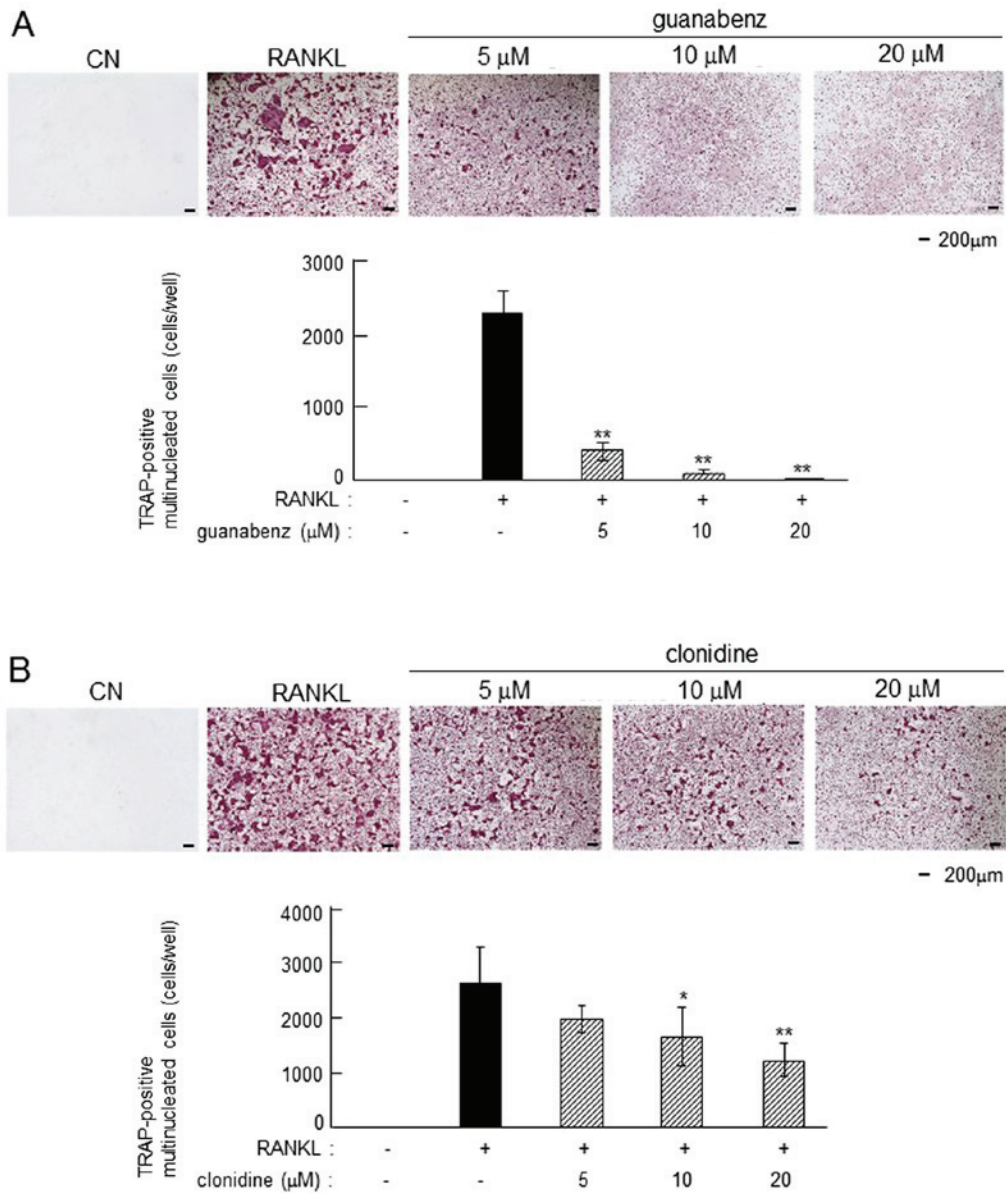 A
guanabenz
CN RANKL 5 μM 10 μM 20 μM
200μm
TRAP-positive
multinucleated cells (cells/well)
3000
2000
1000
0
** ** **
RANKL : - + + + +
guanabenz (μM) : - - 5 10 20
B
clonidine
CN RANKL 5 μM 10 μM 20 μM
200μm
TRAP-positive
multinucleated cells (cells/well)
4000
3000
2000
1000
0
* **
RANKL : - + + + +
clonidine (μM) : - - 5 10 20